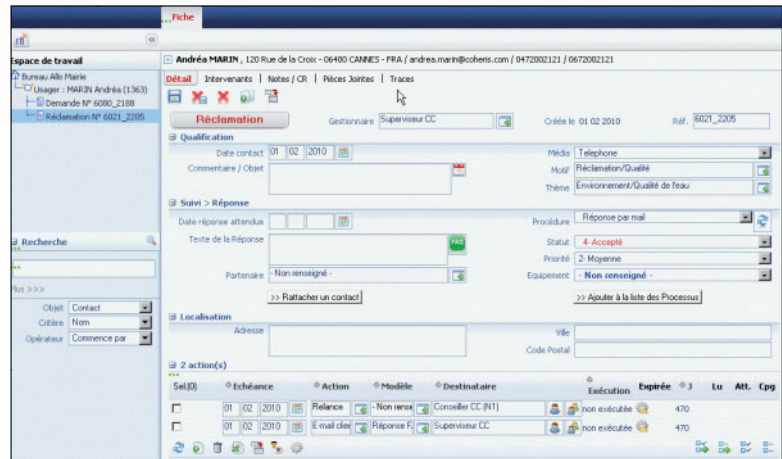 Fiche
Espace de travail
Bureau Allo Mairie
Usager : MARIN Andréa (1363)
Demande N° 6080_2188
Réclamation N° 6021_2205
Recherche
Plus >>>
Objet Contact
Critère Nom
Opérateur Commence par
Andréa MARIN , 120 Rue de la Croix - 06400 CANNES - FRA / andrea.marin@coheris.com / 0472002121 / 0672002121
Détail | Intervenants | Notes / CR | Pièces Jointes | Traces
Réclamation Gestionnaire Superviseur CC Créée le 01 02 2010 Réf. 6021_2205
Qualification
Date contact 01 02 2010 Média Telephone
Commentaire / Objet Motif Réclamation/Qualité
Thème Environnement/Qualité de l'eau
Suivi > Réponse
Date réponse attendue Procédure Réponse par mail
Texte de la Réponse FAQ Statut 4- Accepté
Priorité 2- Moyenne
Partenaire - Non renseigné - Equipement - Non renseigné -
>> Rattacher un contact >> Ajouter à la liste des Processus
Localisation
Adresse Ville
Code Postal
2 action(s)
Sel.(0) Echéance Action Modèle Destinataire Exécution Expirée 3 Lu Att. Cpg
01 02 2010 Relance - Non rense Conseiller CC (N1) non exécutée 470
01 02 2010 E-mail clien Réponse F, Superviseur CC non exécutée 470